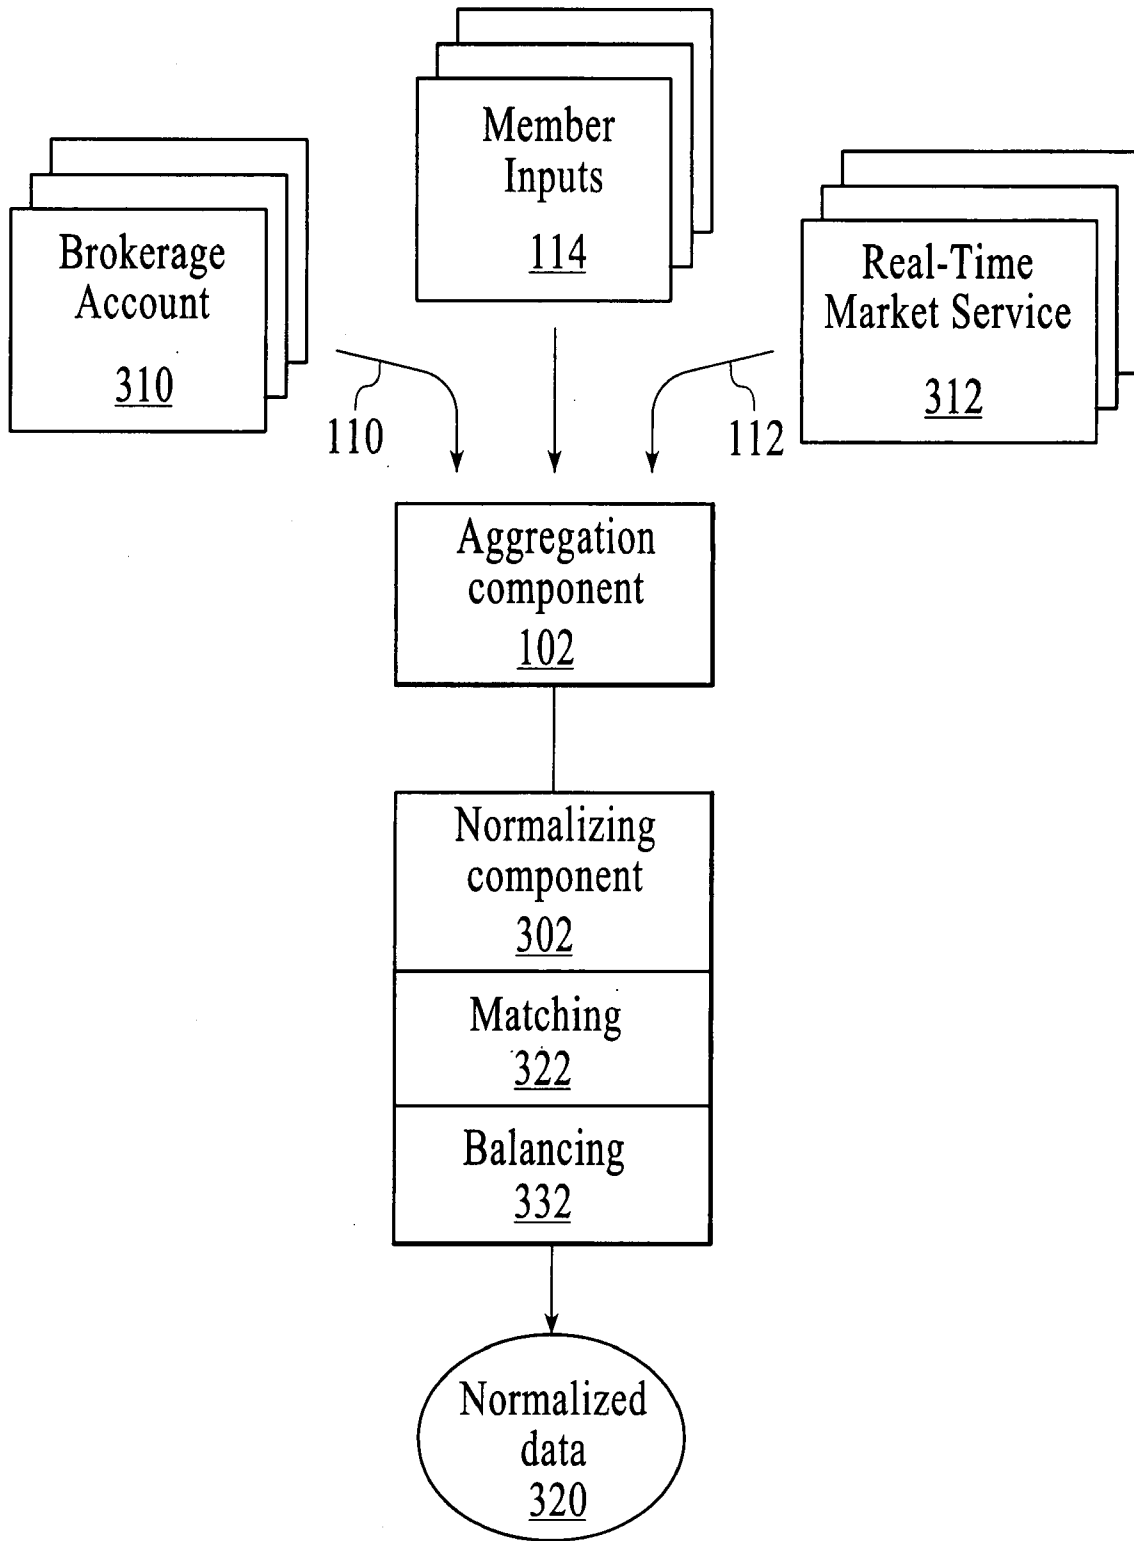 Member
Inputs
114
Brokerage
Account
310
Real-Time
Market Service
312
110
112
Aggregation
component
102
Normalizing
component
302
Matching
322
Balancing
332
Normalized
data
320